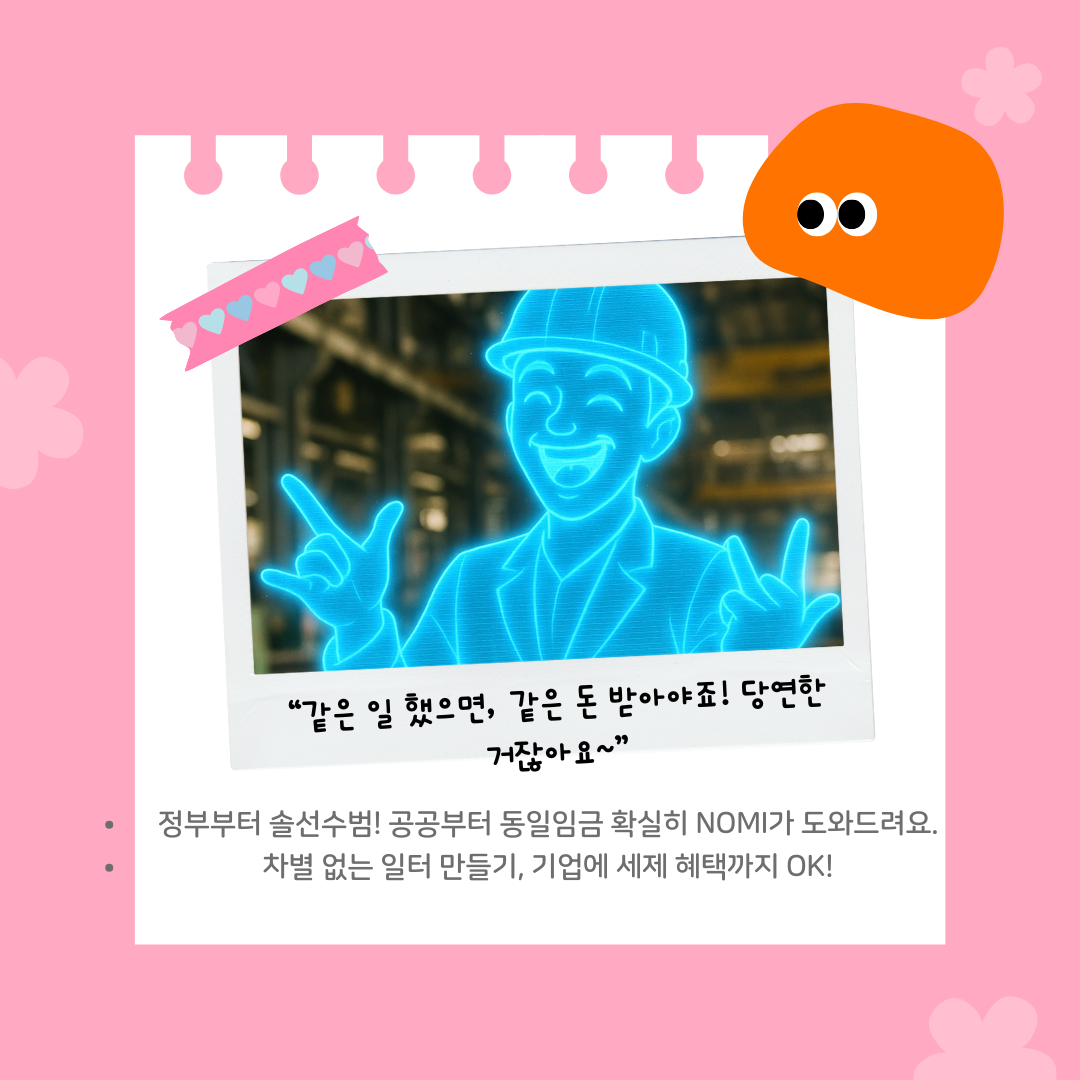 “같은 일 했으면, 같은 돈 받아야죠! 당연한
거잖아요~”
• 정부부터 솔선수범! 공공부터 동일임금 확실히 NOMI가 도와드려요.
• 차별 없는 일터 만들기, 기업에 세제 혜택까지 OK!